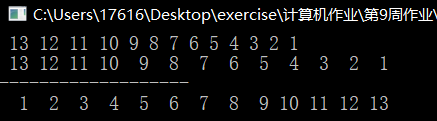 C:\Users\17616\Desktop\exercise\计算机作业\第9周作业\
13 12 11 10 9 8 7 6 5 4 3 2 1
13 12 11 10 9 8 7 6 5 4 3 2 1
--------------------
1 2 3 4 5 6 7 8 9 10 11 12 13